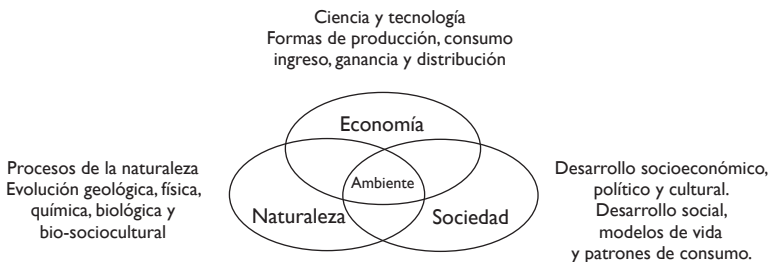 Ciencia y tecnología
Formas de producción, consumo
ingreso, ganancia y distribución
Economía
Procesos de la naturaleza
Evolución geológica, física,
química, biológica y
bio-sociocultural
Ambiente
Naturaleza
Sociedad
Desarrollo socioeconómico,
político y cultural.
Desarrollo social,
modelos de vida
y patrones de consumo.